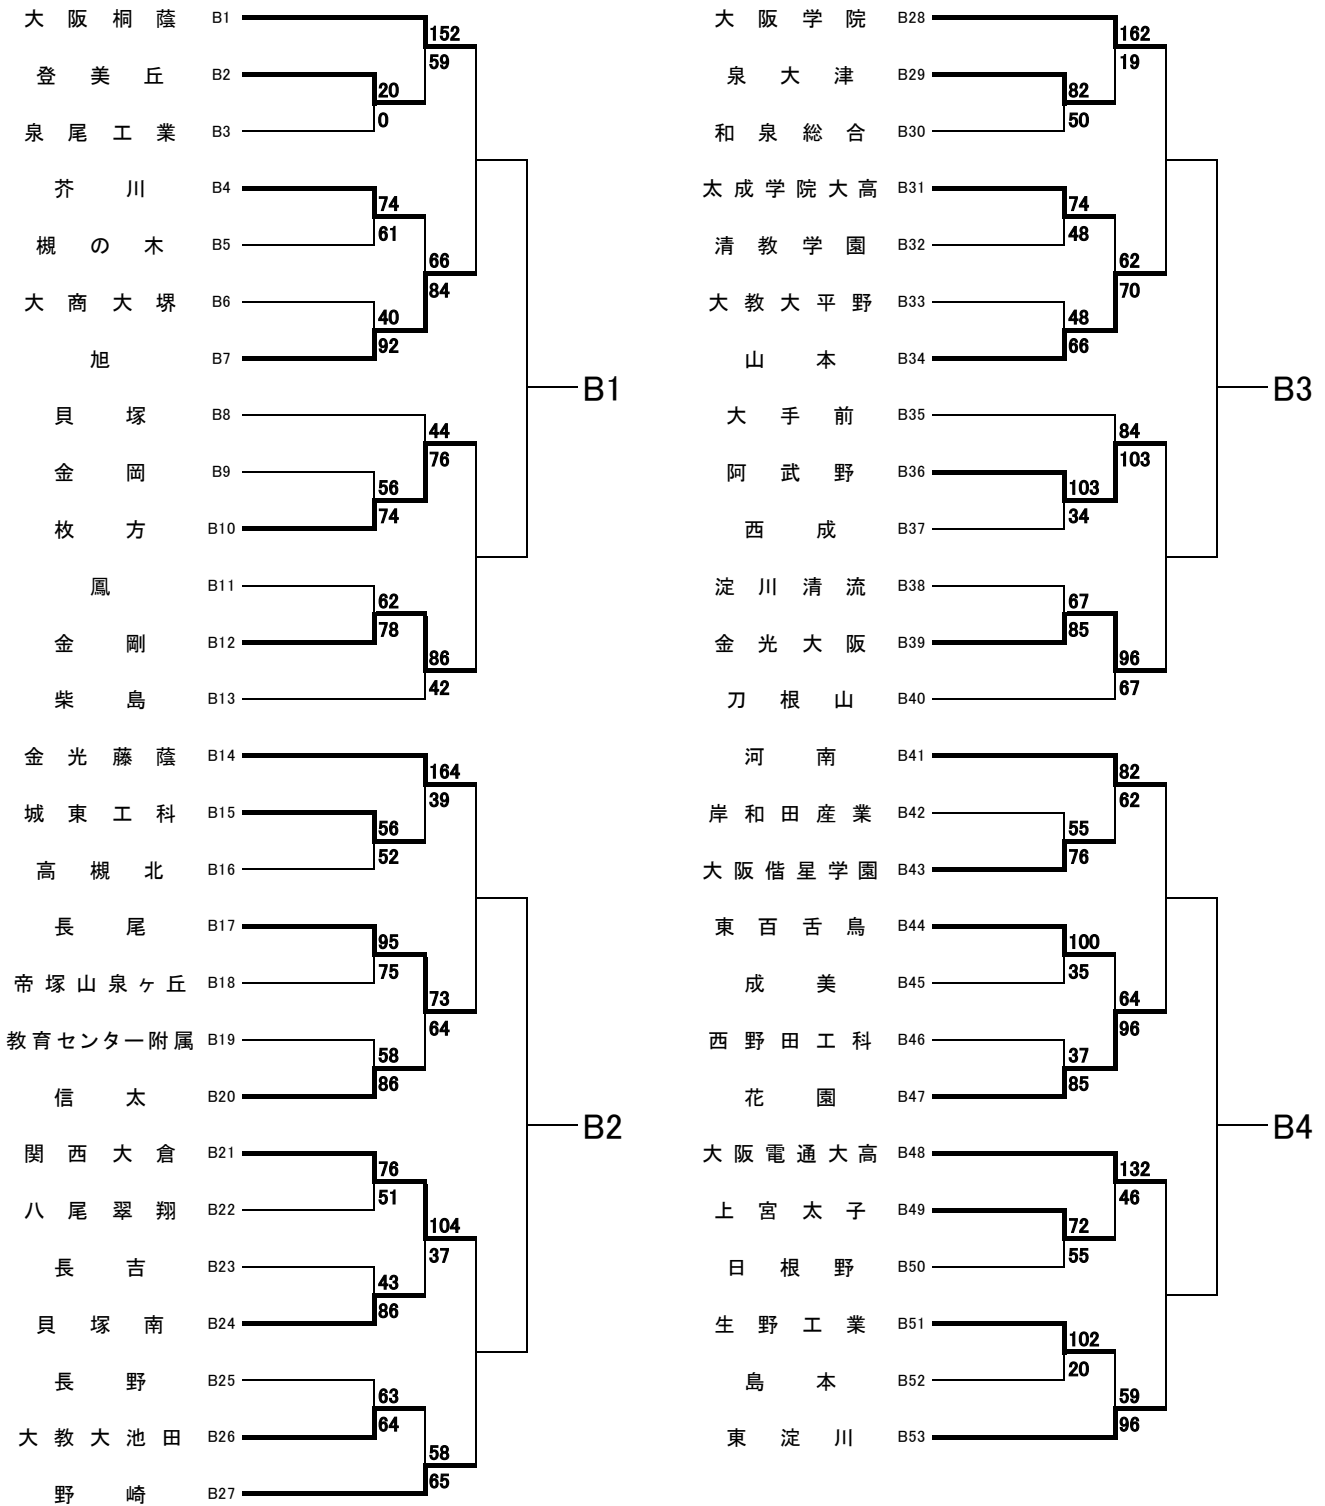 大阪桐蔭 B1
152
59
登美丘 B2
20
0
泉尾工業 B3
芥川 B4
74
61
槻の木 B5
66
84
大商大堺 B6
40
92
旭 B7
B1
貝塚 B8
44
76
金岡 B9
56
74
枚方 B10
鳳 B11
62
78
金剛 B12
86
42
柴島 B13
金光藤蔭 B14
164
39
城東工科 B15
56
52
高槻北 B16
長尾 B17
95
75
帝塚山泉ヶ丘 B18
73
64
教育センター附属 B19
58
86
信太 B20
B2
関西大倉 B21
76
51
八尾翠翔 B22
104
37
長吉 B23
43
86
貝塚南 B24
長野 B25
63
64
大教大池田 B26
58
65
野崎 B27
大阪学院 B28
162
19
泉大津 B29
82
50
和泉総合 B30
太成学院大高 B31
74
48
清教学園 B32
62
70
大教大平野 B33
48
66
山本 B34
B3
大手前 B35
84
103
阿武野 B36
103
34
西成 B37
淀川清流 B38
67
85
金光大阪 B39
96
67
刀根山 B40
河南 B41
82
62
岸和田産業 B42
55
76
大阪偕星学園 B43
東百舌鳥 B44
100
35
成美 B45
64
96
西野田工科 B46
37
85
花園 B47
B4
大阪電通大高 B48
132
46
上宮太子 B49
72
55
日根野 B50
生野工業 B51
102
20
島本 B52
59
96
東淀川 B53